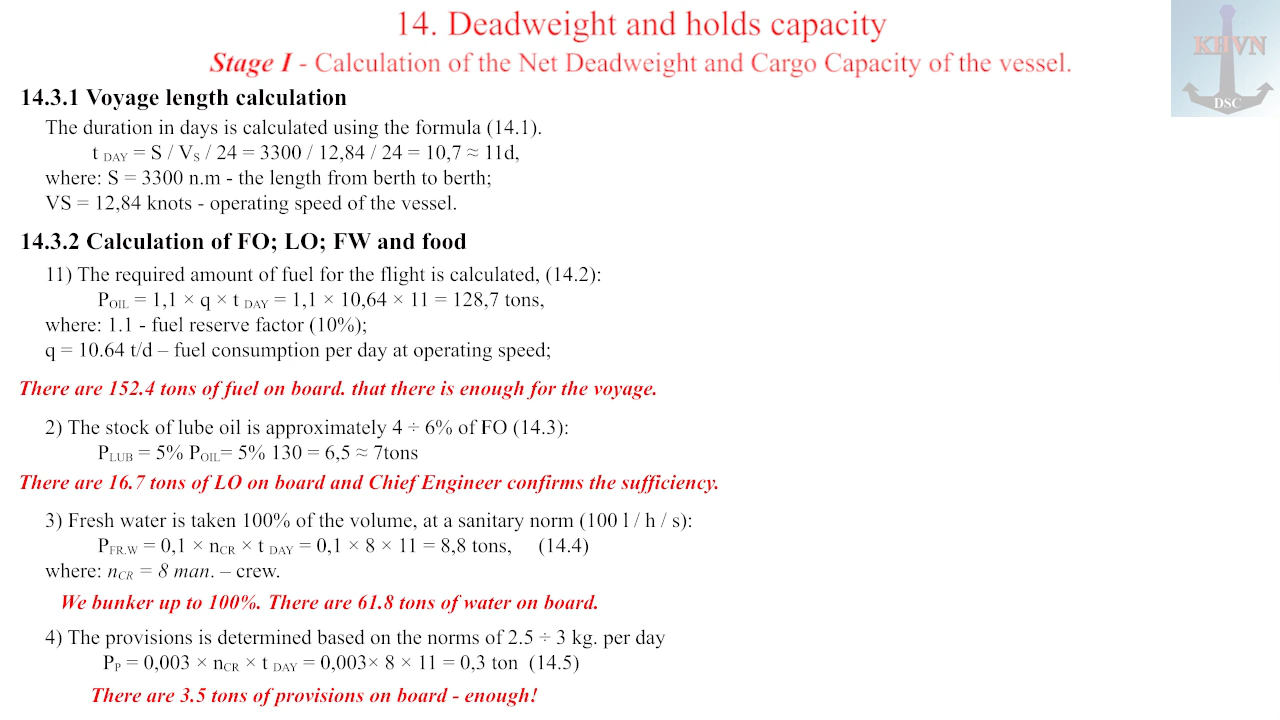 14. Deadweight and holds capacity
Stage I - Calculation of the Net Deadweight and Cargo Capacity of the vessel.
KHVN
DSC
14.3.1 Voyage length calculation
The duration in days is calculated using the formula (14.1).
t DAY = S / VS / 24 = 3300 / 12,84 / 24 = 10,7 ≈ 11d,
where: S = 3300 n.m - the length from berth to berth;
VS = 12,84 knots - operating speed of the vessel.
14.3.2 Calculation of FO; LO; FW and food
11) The required amount of fuel for the flight is calculated, (14.2):
POIL = 1,1 × q × t DAY = 1,1 × 10,64 × 11 = 128,7 tons,
where: 1.1 - fuel reserve factor (10%);
q = 10.64 t/d – fuel consumption per day at operating speed;
There are 152.4 tons of fuel on board. that there is enough for the voyage.
2) The stock of lube oil is approximately 4 ÷ 6% of FO (14.3):
PLUB = 5% POIL= 5% 130 = 6,5 ≈ 7tons
There are 16.7 tons of LO on board and Chief Engineer confirms the sufficiency.
3) Fresh water is taken 100% of the volume, at a sanitary norm (100 l / h / s):
PFR.W = 0,1 × nCR × t DAY = 0,1 × 8 × 11 = 8,8 tons, (14.4)
where: nCR = 8 man. – crew.
We bunker up to 100%. There are 61.8 tons of water on board.
4) The provisions is determined based on the norms of 2.5 ÷ 3 kg. per day
PP = 0,003 × nCR × t DAY = 0,003× 8 × 11 = 0,3 ton (14.5)
There are 3.5 tons of provisions on board - enough!